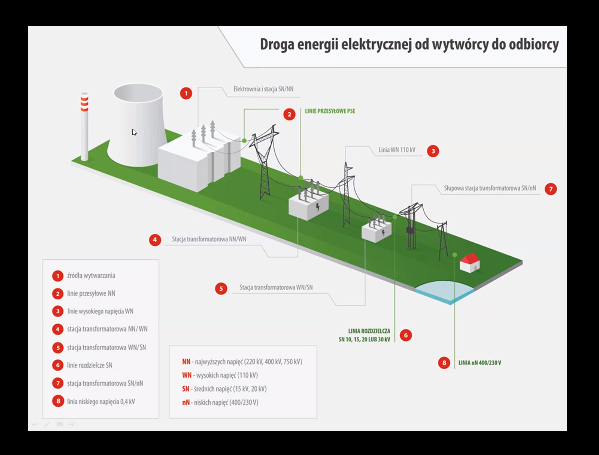 Droga energii elektrycznej od wytwórcy do odbiorcy
1 Elektrownia i stacja SN/NN
2 LINIE PRZESYŁOWE PSE
Linia WN 110 kV 3
Słupowa stacja transformatorowa SN/nN 7
4 Stacja transformatorowa NN/WN
5 Stacja transformatorowa WN/SN
LINIA ROZDZIELCZA
SN 10, 15, 20 LUB 30 kV 6
8 LINIA nN 400/230 V
1 źródła wytwarzania
2 linie przesyłowe NN
3 linie wysokiego napięcia WN
4 stacja transformatorowa NN/WN
5 stacja transformatorowa WN/SN
6 linie rozdzielcze SN
7 stacja transformatorowa SN/nN
8 linia niskiego napięcia 0,4 kV
NN - najwyższych napięć (220 kV, 400 kV, 750 kV)
WN - wysokich napięć (110 kV)
SN - średnich napięć (15 kV, 20 kV)
nN - niskich napięć (400/230 V)